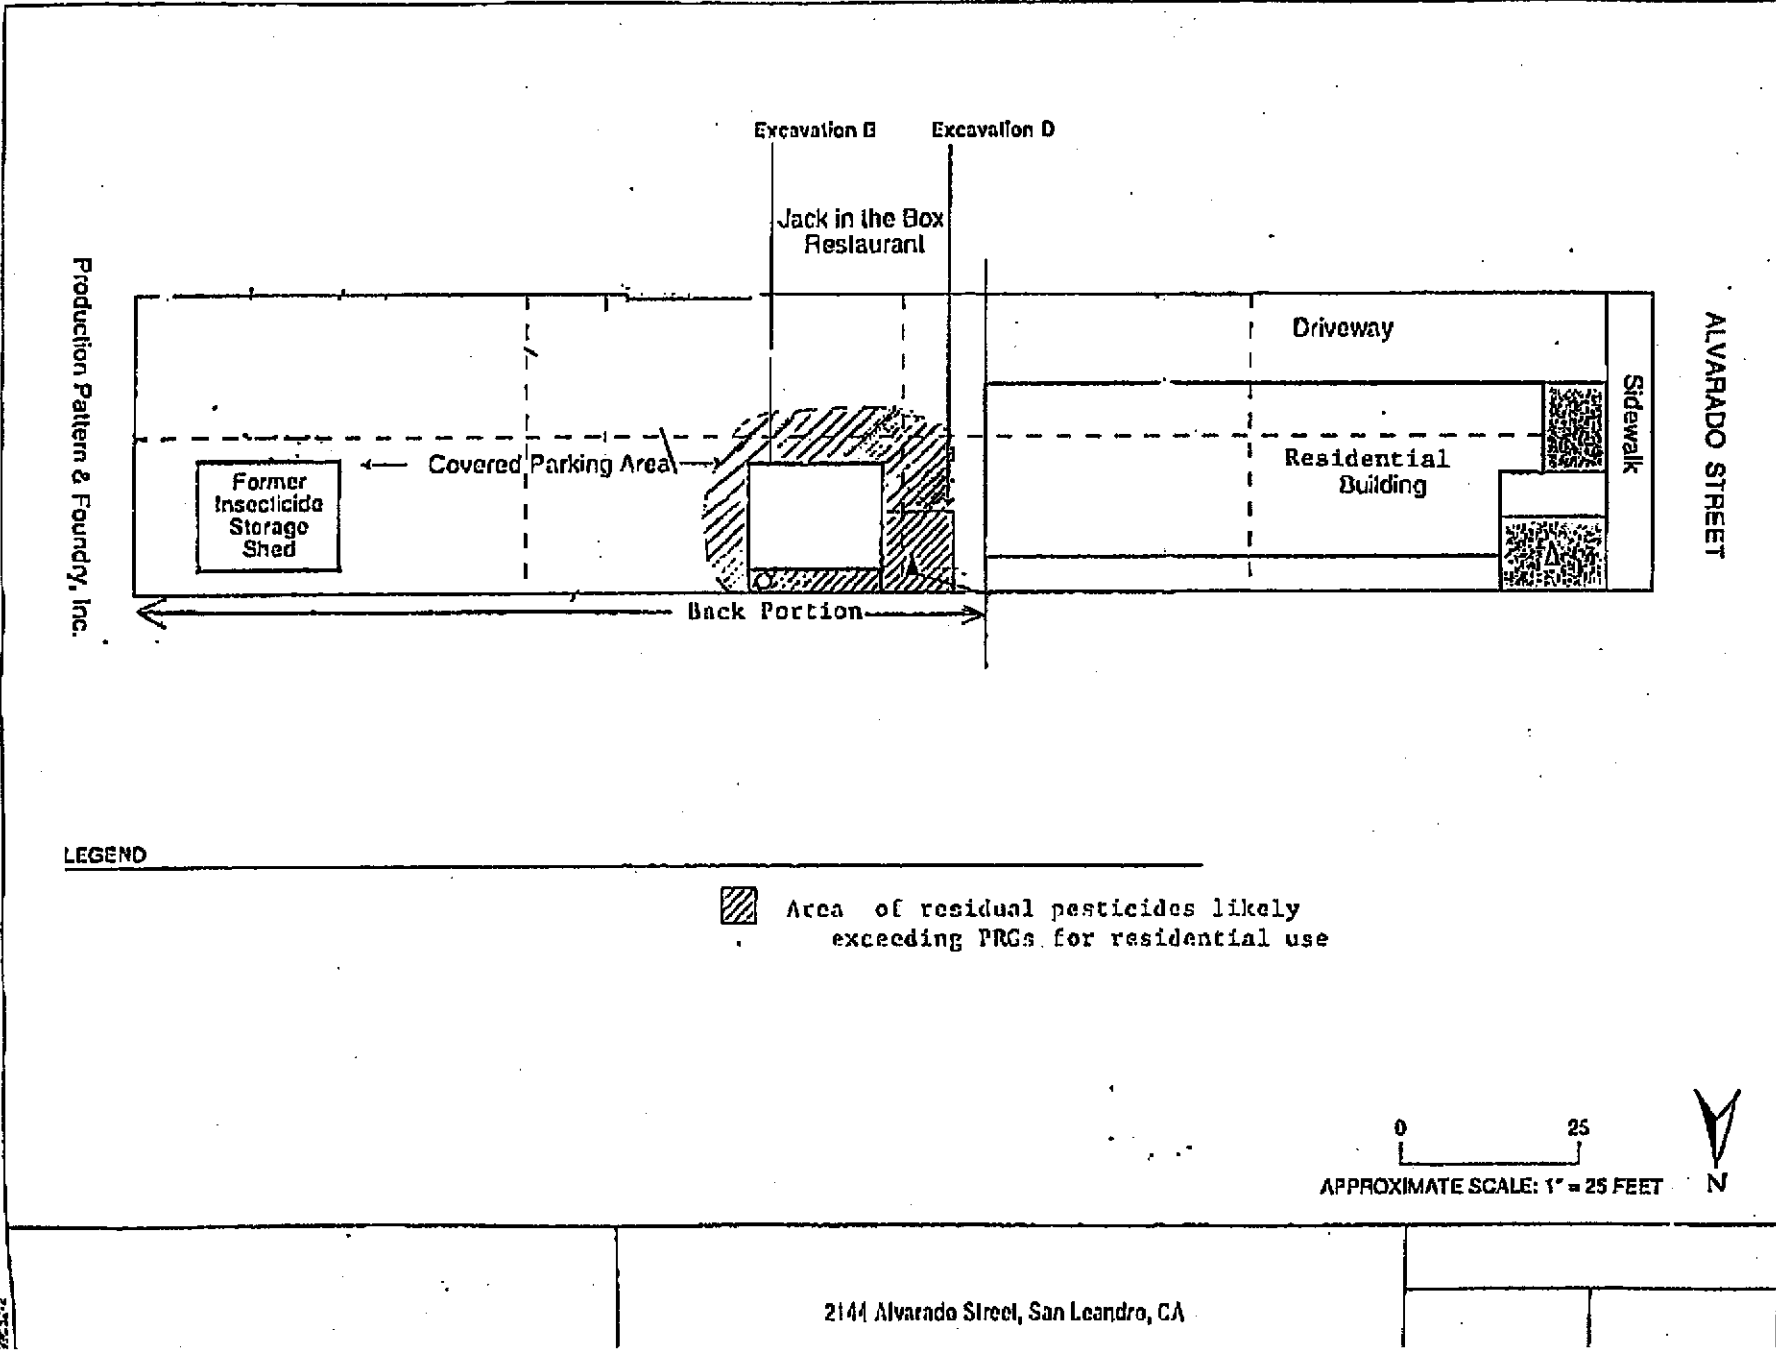 Excavation B
Excavation D
Jack in the Box
Restaurant
Production Pattern & Foundry, Inc.
Driveway
Sidewalk
ALVARADO STREET
Covered Parking Area
Former
Insecticide
Storage
Shed
Residential
Building
Back Portion
LEGEND
Area of residual pesticides likely
exceeding PRGs for residential use
0 25
APPROXIMATE SCALE: 1" = 25 FEET
N
2144 Alvarado Street, San Leandro, CA